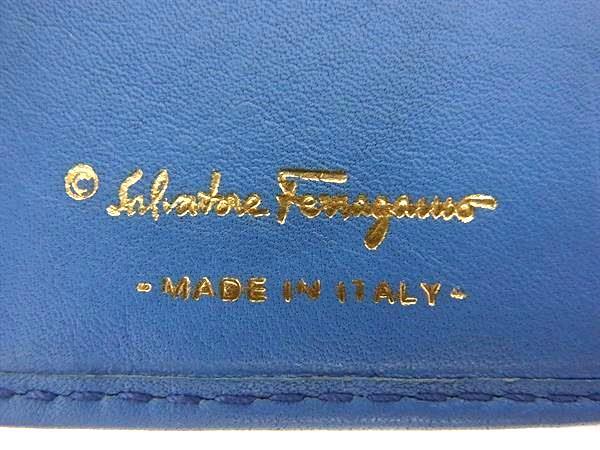 © Salvatore Ferragamo
- MADE IN ITALY -